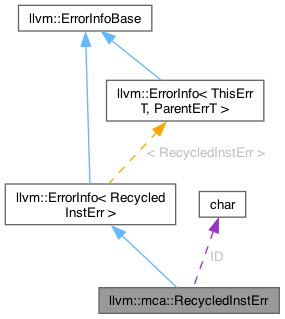 llvm::ErrorInfoBase
llvm::ErrorInfo< ThisErr
T, ParentErrT >
< RecycledInstErr >
llvm::ErrorInfo< Recycled
InstErr >
char
ID
llvm::mca::RecycledInstErr